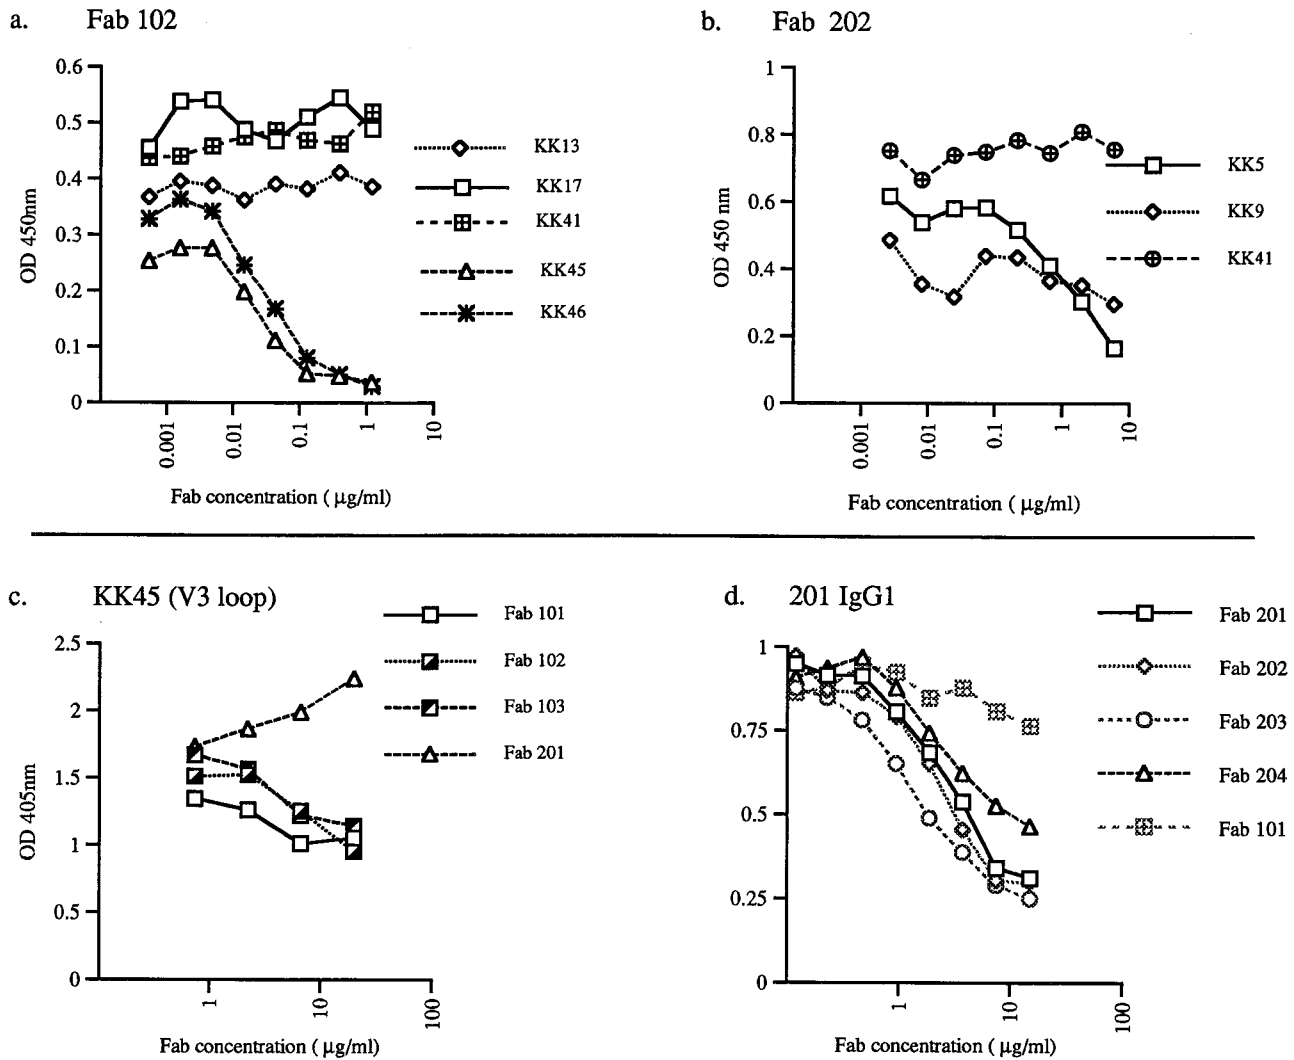 a. Fab 102
0.6
0.5
0.4
0.3
0.2
0.1
0
OD 450nm
0.001
0.01
0.1
1
10
Fab concentration ( μg/ml)
KK13
KK17
KK41
KK45
KK46
b. Fab 202
1
0.8
0.6
0.4
0.2
0
OD 450 nm
0.001
0.01
0.1
1
10
Fab concentration ( μg/ml)
KK5
KK9
KK41
c. KK45 (V3 loop)
2.5
2
1.5
1
0.5
0
OD 405nm
1
10
100
Fab concentration ( μg/ml)
Fab 101
Fab 102
Fab 103
Fab 201
d. 201 IgG1
1
0.75
0.5
0.25
0
1
10
100
Fab concentration ( μg/ml)
Fab 201
Fab 202
Fab 203
Fab 204
Fab 101